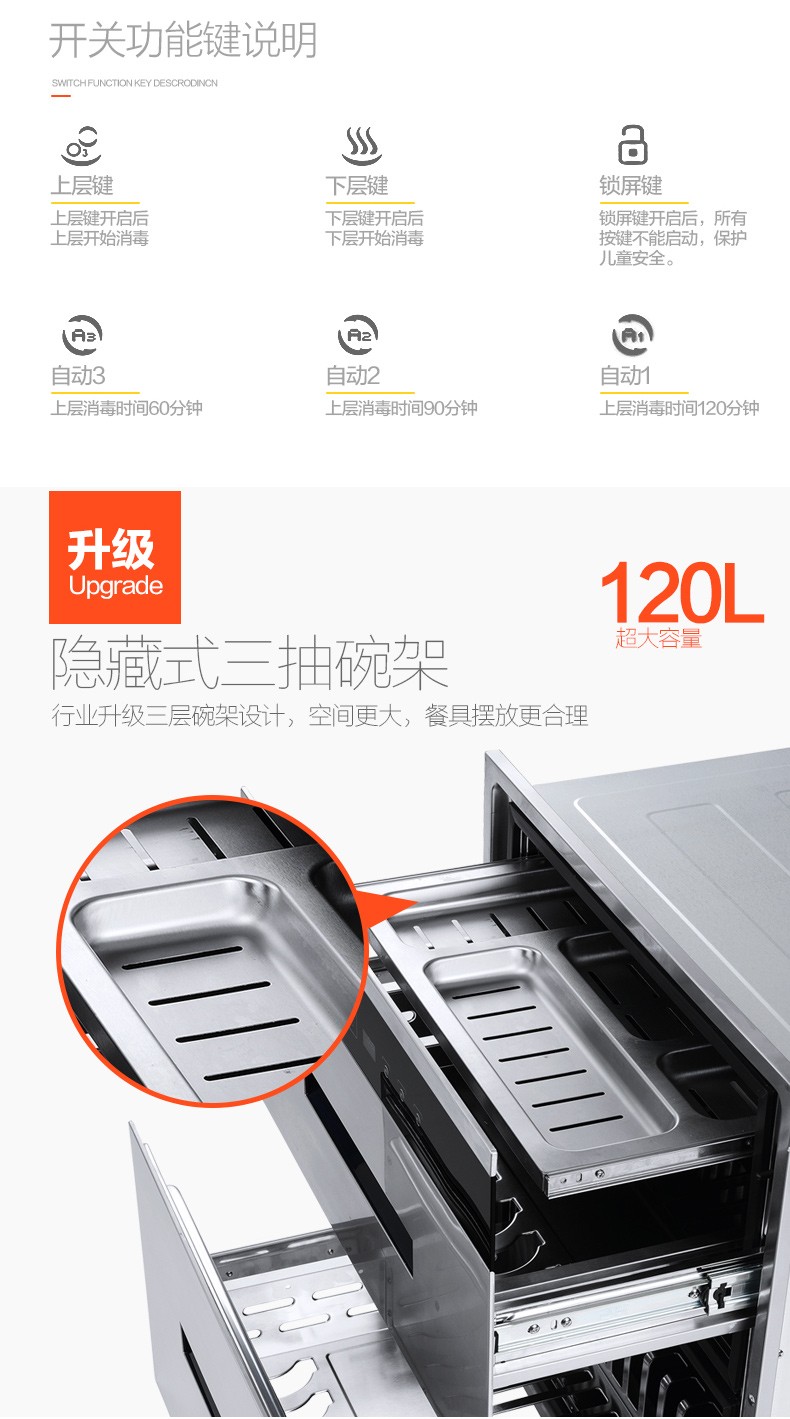 开关功能键说明
SWITCH FUNCTION KEY DESCRODINCN
O3
上层键
上层键开启后
上层开始消毒
下层键
下层键开启后
下层开始消毒
锁屏键
锁屏键开启后，所有
按键不能启动，保护
儿童安全。
A3
自动3
上层消毒时间60分钟
A2
自动2
上层消毒时间90分钟
A1
自动1
上层消毒时间120分钟
升级
Upgrade
120L
超大容量
隐藏式三抽碗架
行业升级三层碗架设计，空间更大，餐具摆放更合理